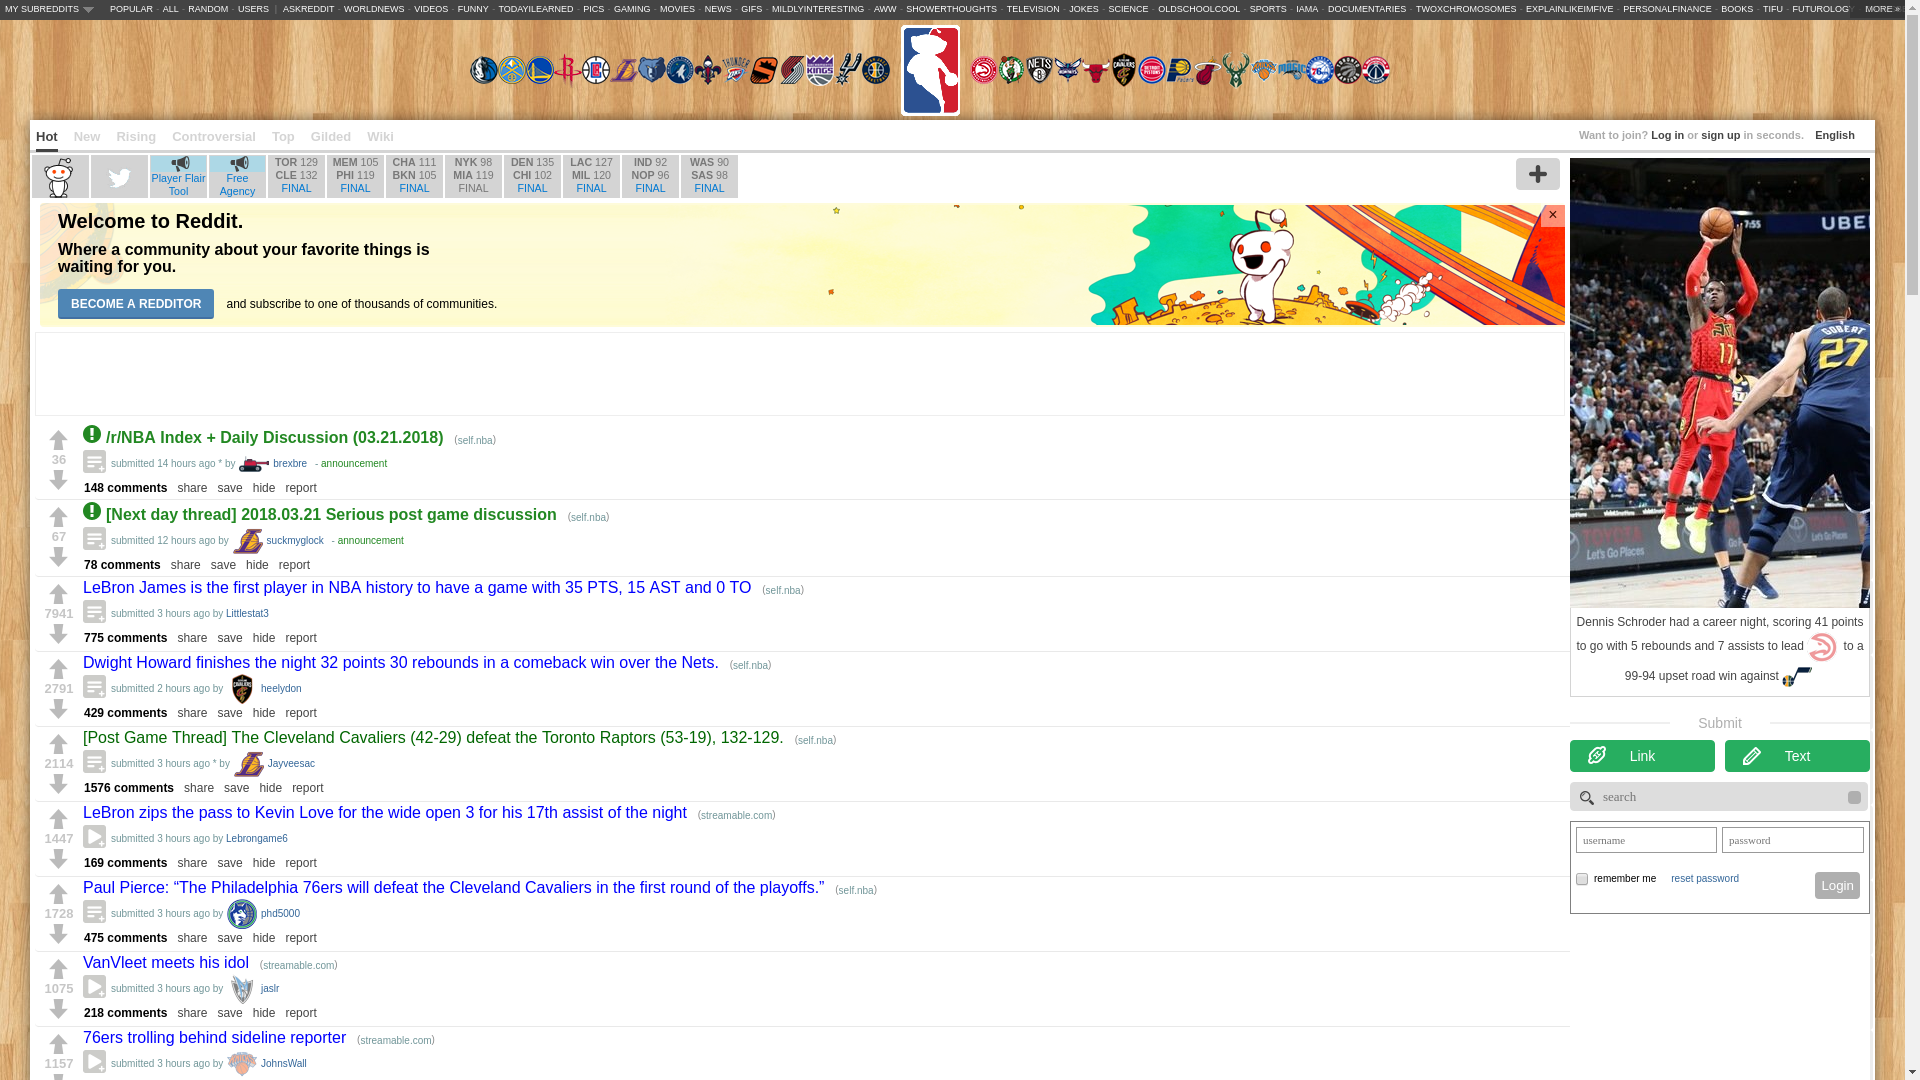 MY SUBREDDITS POPULAR - ALL - RANDOM - USERS | ASKREDDIT - WORLDNEWS - VIDEOS - FUNNY - TODAYILEARNED - PICS - GAMING - MOVIES - NEWS - GIFS - MILDLYINTERESTING - AWW - SHOWERTHOUGHTS - TELEVISION - JOKES - SCIENCE - OLDSCHOOLCOOL - SPORTS - IAMA - DOCUMENTARIES - TWOXCHROMOSOMES - EXPLAINLIKEIMFIVE - PERSONALFINANCE - BOOKS - TIFU - FUTUROLOGY MORE »
Hot New Rising Controversial Top Gilded Wiki
Want to join? Log in or sign up in seconds. English
Player Flair Tool
Free Agency
TOR 129
CLE 132
FINAL
MEM 105
PHI 119
FINAL
CHA 111
BKN 105
FINAL
NYK 98
MIA 119
FINAL
DEN 135
CHI 102
FINAL
LAC 127
MIL 120
FINAL
IND 92
NOP 96
FINAL
WAS 90
SAS 98
FINAL
Welcome to Reddit.
Where a community about your favorite things is
waiting for you.
BECOME A REDDITOR and subscribe to one of thousands of communities.
×
/r/NBA Index + Daily Discussion (03.21.2018) (self.nba)
36
submitted 14 hours ago * by brexbre - announcement
148 comments share save hide report
[Next day thread] 2018.03.21 Serious post game discussion (self.nba)
67
submitted 12 hours ago by suckmyglock - announcement
78 comments share save hide report
LeBron James is the first player in NBA history to have a game with 35 PTS, 15 AST and 0 TO (self.nba)
7941
submitted 3 hours ago by Littlestat3
775 comments share save hide report
Dwight Howard finishes the night 32 points 30 rebounds in a comeback win over the Nets. (self.nba)
2791
submitted 2 hours ago by heelydon
429 comments share save hide report
[Post Game Thread] The Cleveland Cavaliers (42-29) defeat the Toronto Raptors (53-19), 132-129. (self.nba)
2114
submitted 3 hours ago * by Jayveesac
1576 comments share save hide report
LeBron zips the pass to Kevin Love for the wide open 3 for his 17th assist of the night (streamable.com)
1447
submitted 3 hours ago by Lebrongame6
169 comments share save hide report
Paul Pierce: “The Philadelphia 76ers will defeat the Cleveland Cavaliers in the first round of the playoffs.” (self.nba)
1728
submitted 3 hours ago by phd5000
475 comments share save hide report
VanVleet meets his idol (streamable.com)
1075
submitted 3 hours ago by jaslr
218 comments share save hide report
76ers trolling behind sideline reporter (streamable.com)
1157
submitted 3 hours ago by JohnsWall
7:55
UBER
GOBERT
27
17
TOYOTA
Let's Go Places
Dennis Schroder had a career night, scoring 41 points
to go with 5 rebounds and 7 assists to lead to a
99-94 upset road win against
Submit
Link
Text
search
username
password
remember me reset password
Login